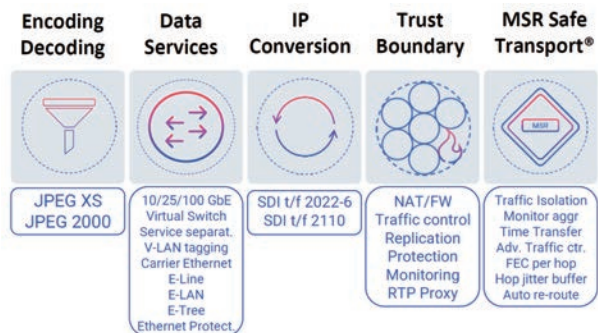 Encoding
Decoding
JPEG XS
JPEG 2000
Data
Services
10/25/100 GbE
Virtual Switch
Service separat.
V-LAN tagging
Carrier Ethernet
E-Line
E-LAN
E-Tree
Ethernet Protect.
IP
Conversion
SDI t/f 2022-6
SDI t/f 2110
Trust
Boundary
NAT/FW
Traffic control
Replication
Protection
Monitoring
RTP Proxy
MSR Safe
Transport®
MSR
Traffic Isolation
Monitor aggr
Time Transfer
Adv. Traffic ctr.
FEC per hop
Hop jitter buffer
Auto re-route